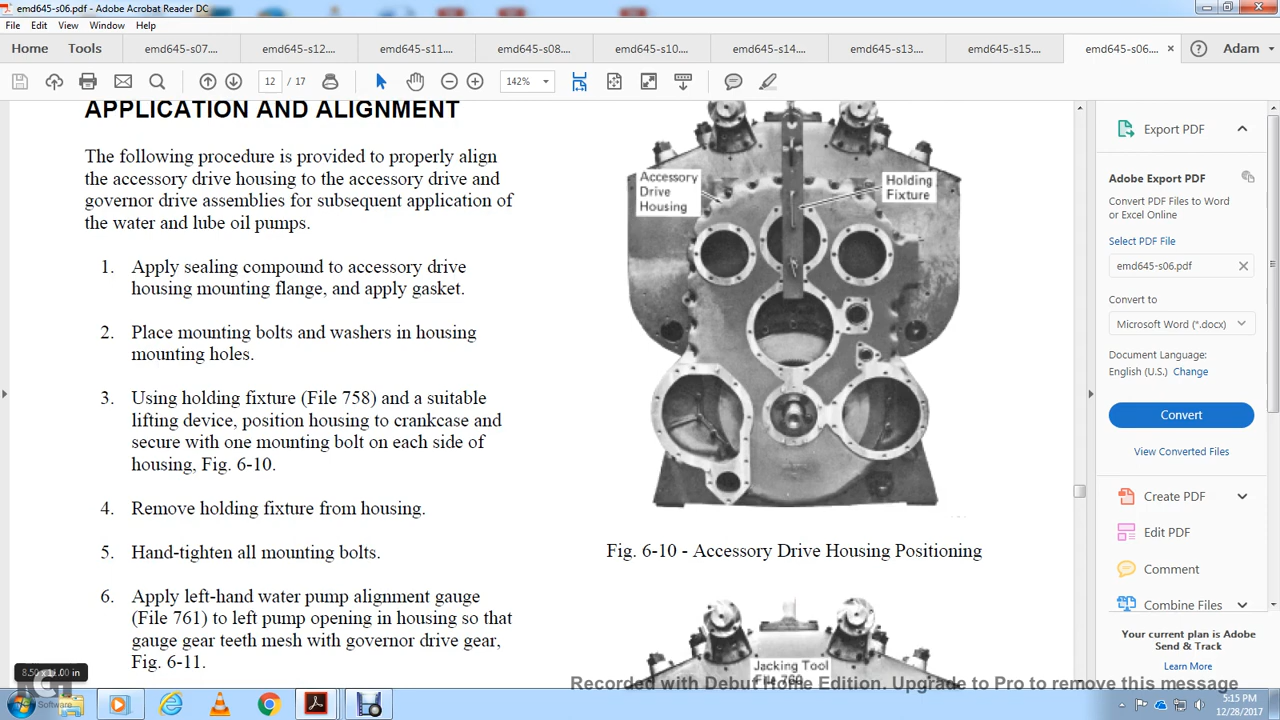 emd645-s06.pdf - Adobe Acrobat Reader DC
File Edit View Window Help
Home Tools emd645-s07.... emd645-s12.... emd645-s11.... emd645-s08.... emd645-s10.... emd645-s14.... emd645-s13.... emd645-s15.... emd645-s06.... × Adam
12 / 17 142%
APPLICATION AND ALIGNMENT
The following procedure is provided to properly align
the accessory drive housing to the accessory drive and
governor drive assemblies for subsequent application of
the water and lube oil pumps.
1. Apply sealing compound to accessory drive
housing mounting flange, and apply gasket.
2. Place mounting bolts and washers in housing
mounting holes.
3. Using holding fixture (File 758) and a suitable
lifting device, position housing to crankcase and
secure with one mounting bolt on each side of
housing, Fig. 6-10.
4. Remove holding fixture from housing.
5. Hand-tighten all mounting bolts.
6. Apply left-hand water pump alignment gauge
(File 761) to left pump opening in housing so that
gauge gear teeth mesh with governor drive gear,
Fig. 6-11.
8.50 x 11.00 in
Accessory
Drive
Housing
Holding
Fixture
Fig. 6-10 - Accessory Drive Housing Positioning
Jacking Tool
Export PDF
Adobe Export PDF
Convert PDF Files to Word
or Excel Online
Select PDF File
emd645-s06.pdf
Convert to
Microsoft Word (*.docx)
Document Language:
English (U.S.) Change
Convert
View Converted Files
Create PDF
Edit PDF
Comment
Combine Files
Your current plan is Adobe
Send & Track
Learn More
Recorded with Debut Home Edition. Upgrade to Pro to remove this message
Software
5:15 PM
12/28/2017